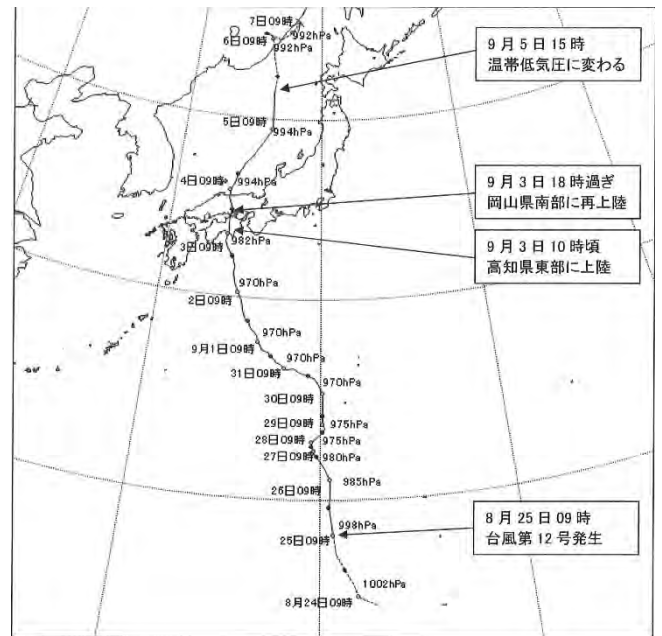 7日09時
992hPa
6日09時
992hPa
9月5日15時
温帯低気圧に変わる
5日09時
994hPa
4日09時
994hPa
9月3日18時過ぎ
岡山県南部に再上陸
982hPa
3日09時
9月3日10時頃
高知県東部に上陸
970hPa
2日09時
970hPa
9月1日09時
970hPa
31日09時
970hPa
30日09時
29日09時
975hPa
28日09時
975hPa
27日09時
980hPa
985hPa
26日09時
998hPa
25日09時
8月25日09時
台風第12号発生
1002hPa
8月24日09時